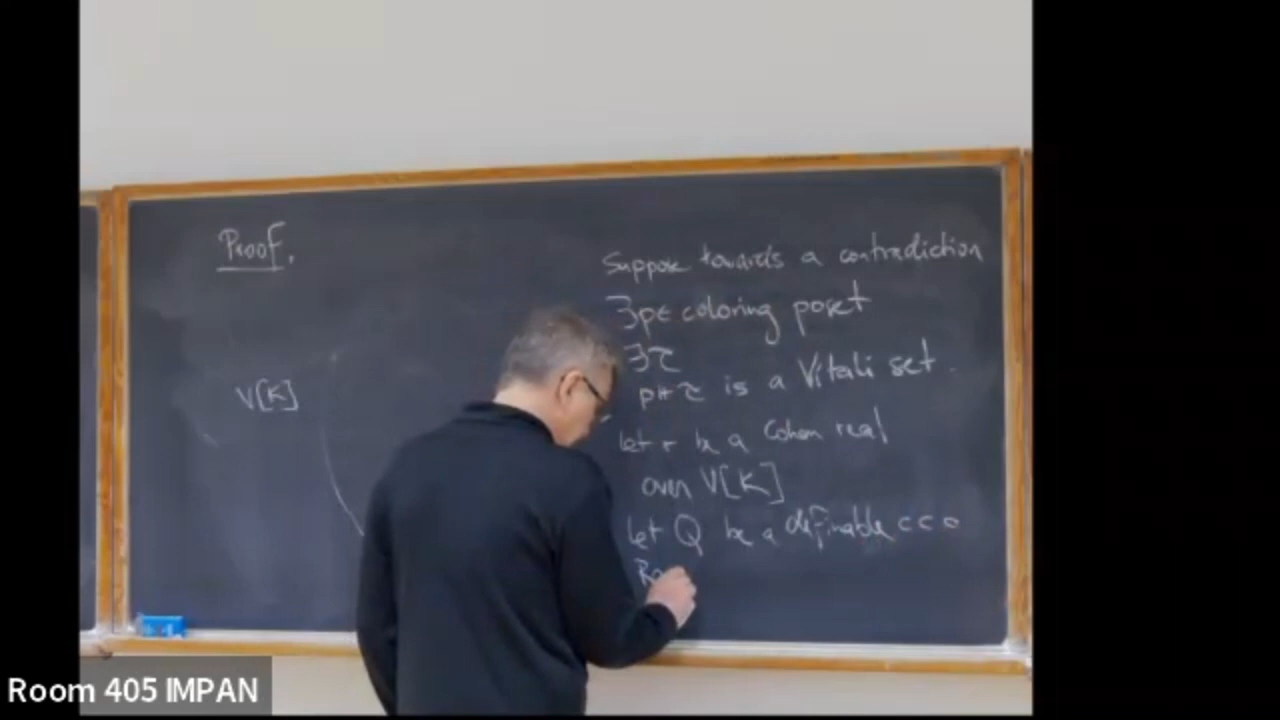 Proof.
V[K]
Suppose towards a contradiction
∃p∈ coloring poset
∃τ
p⊩τ is a Vitali set.
let r be a Cohen real
over V[K]
let Q be a definable ccc
Room 405 IMPAN